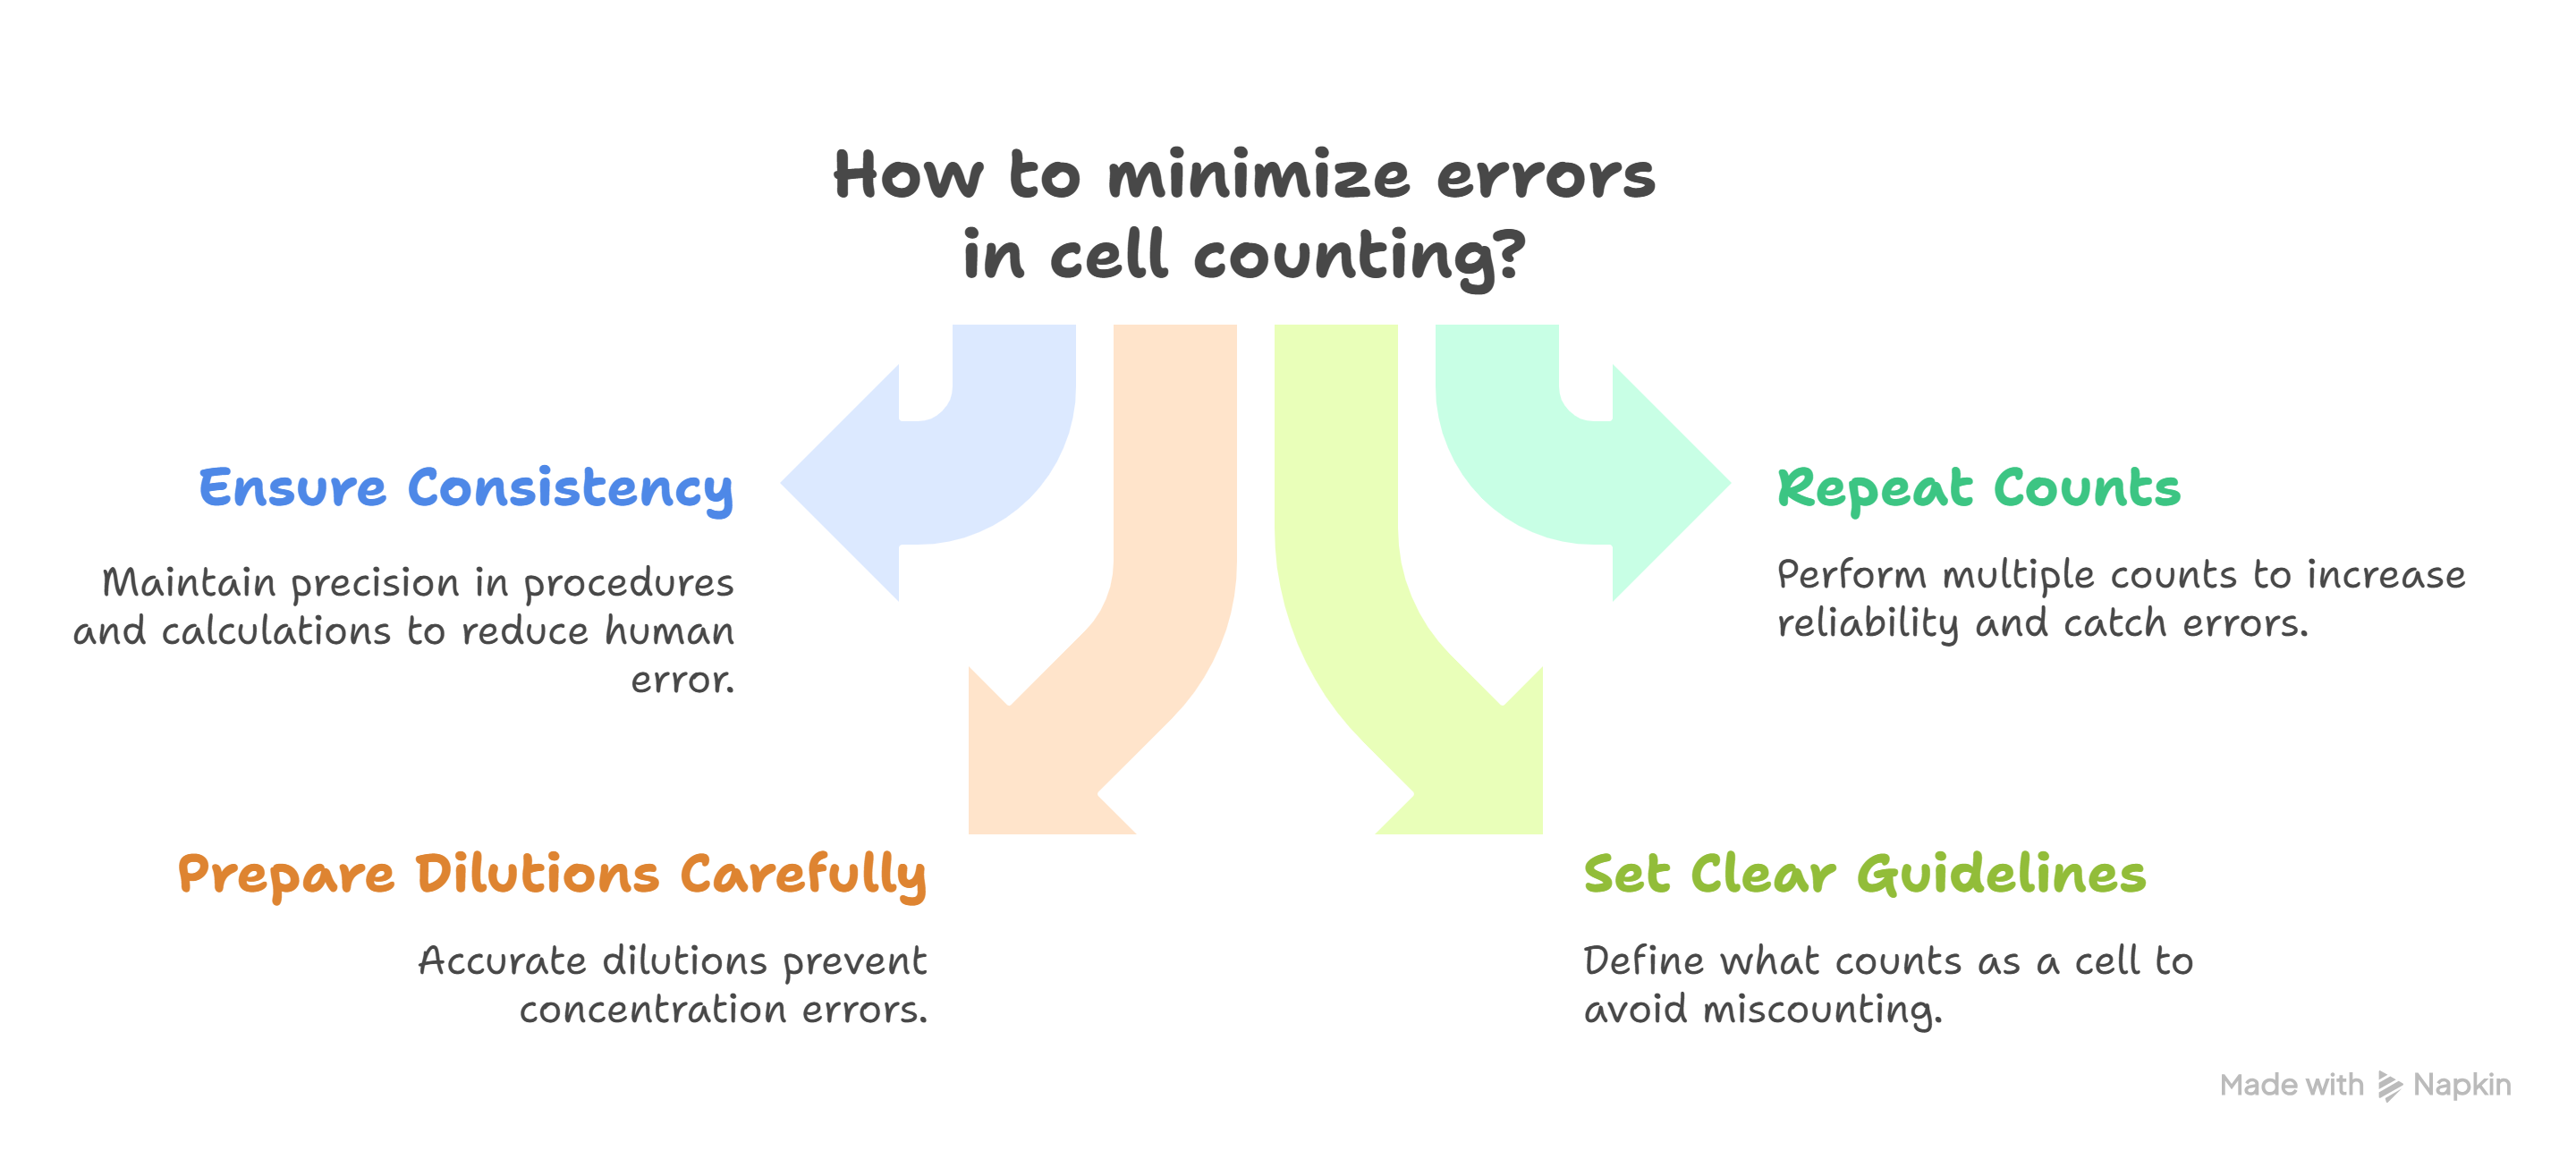 How to minimize errors
in cell counting?
Ensure Consistency
Maintain precision in procedures
and calculations to reduce human
error.
Repeat Counts
Perform multiple counts to increase
reliability and catch errors.
Prepare Dilutions Carefully
Accurate dilutions prevent
concentration errors.
Set Clear Guidelines
Define what counts as a cell to
avoid miscounting.
Made with Napkin